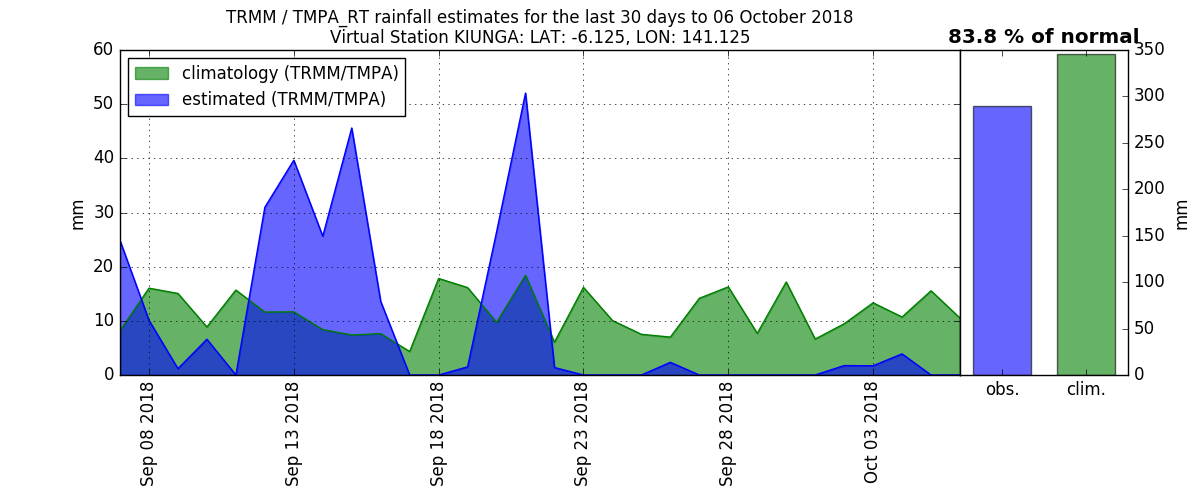 TRMM / TMPA_RT rainfall estimates for the last 30 days to 06 October 2018
Virtual Station KIUNGA: LAT: -6.125, LON: 141.125
83.8 % of normal
climatology (TRMM/TMPA)
estimated (TRMM/TMPA)
60
50
40
30
20
10
0
mm
350
300
250
200
150
100
50
0
mm
Sep 08 2018
Sep 13 2018
Sep 18 2018
Sep 23 2018
Sep 28 2018
Oct 03 2018
obs.
clim.